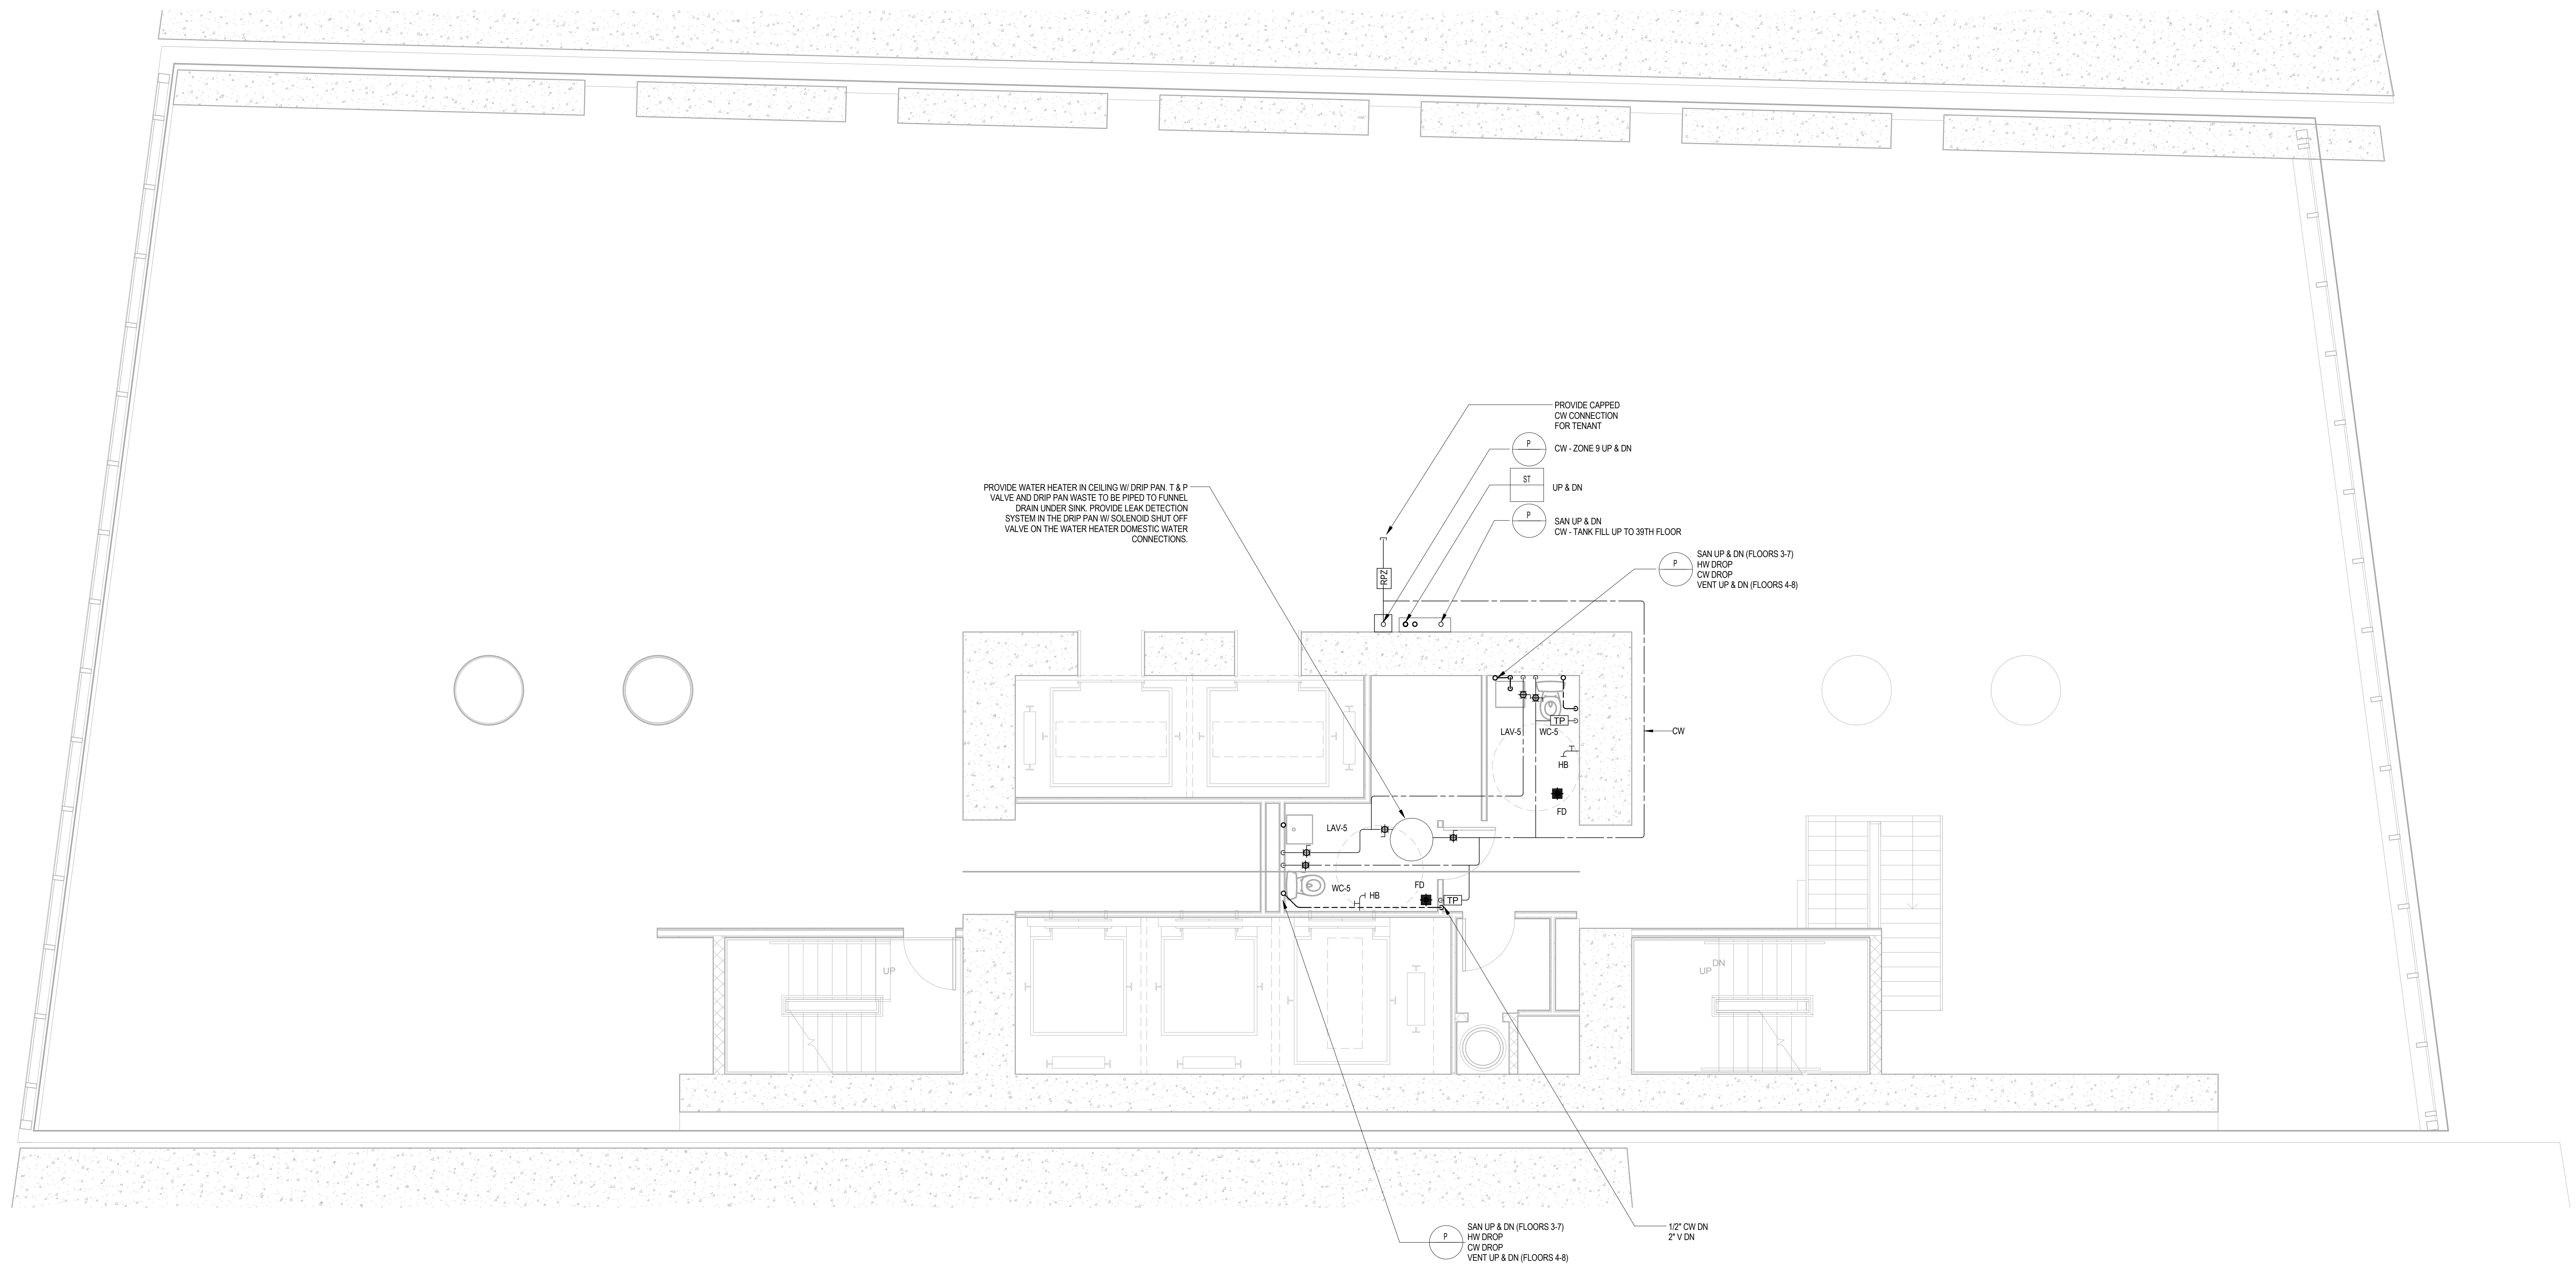 PROVIDE CAPPED
CW CONNECTION
FOR TENANT
P
CW - ZONE 9 UP & DN
ST
UP & DN
P
SAN UP & DN
CW - TANK FILL UP TO 39TH FLOOR
PROVIDE WATER HEATER IN CEILING W/ DRIP PAN. T & P
VALVE AND DRIP PAN WASTE TO BE PIPED TO FUNNEL
DRAIN UNDER SINK. PROVIDE LEAK DETECTION
SYSTEM IN THE DRIP PAN W/ SOLENOID SHUT OFF
VALVE ON THE WATER HEATER DOMESTIC WATER
CONNECTIONS.
P
SAN UP & DN (FLOORS 3-7)
HW DROP
CW DROP
VENT UP & DN (FLOORS 4-8)
RPZ
TP
LAV-5
WC-5
CW
HB
FD
LAV-5
WC-5
HB
FD
TP
UP
UP
DN
P
SAN UP & DN (FLOORS 3-7)
HW DROP
CW DROP
VENT UP & DN (FLOORS 4-8)
1/2" CW DN
2" V DN